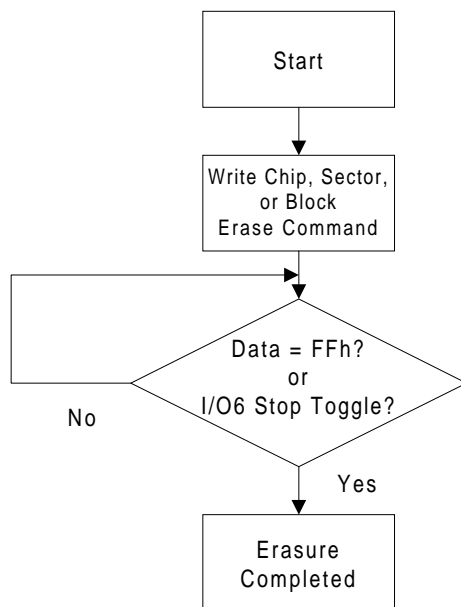 Start
Write Chip, Sector,
or Block
Erase Command
Data = FFh?
or
I/O6 Stop Toggle?
No
Yes
Erasure
Completed